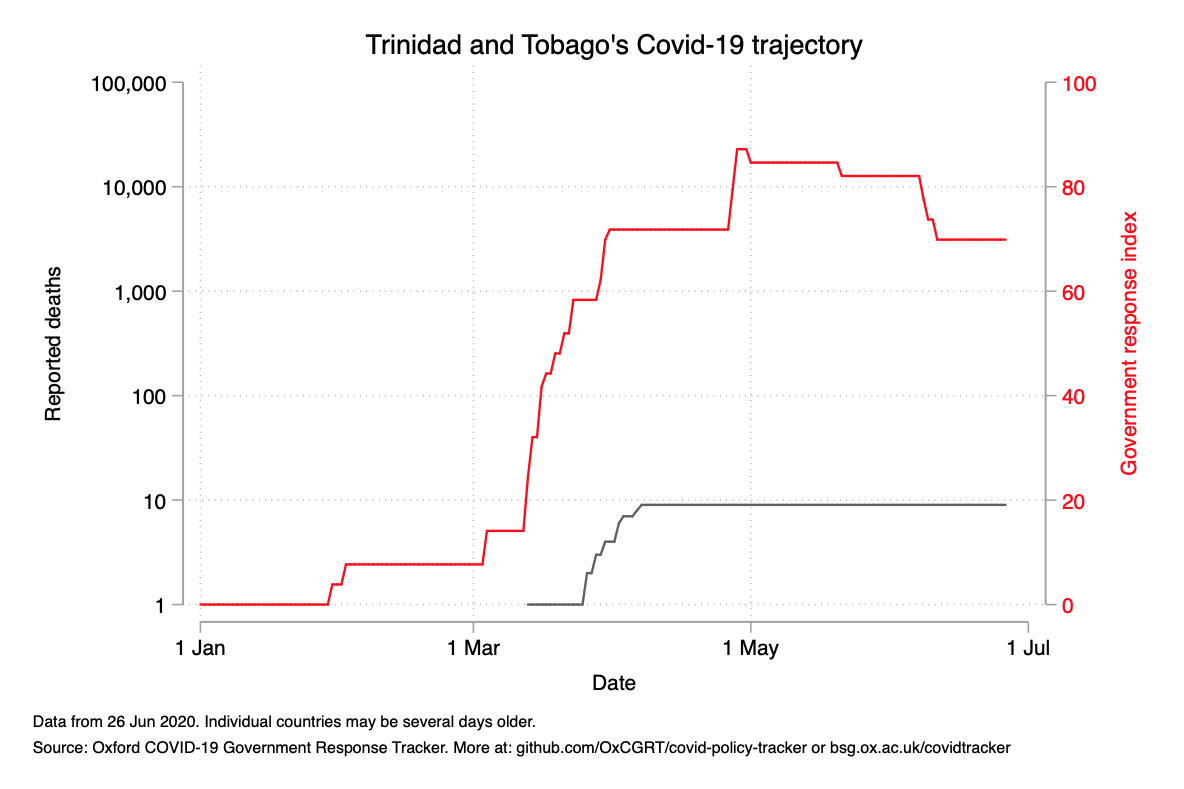 Trinidad and Tobago's Covid-19 trajectory
100,000
10,000
1,000
100
10
1
Reported deaths
100
80
60
40
20
0
Government response index
1 Jan
1 Mar
1 May
1 Jul
Date
Data from 26 Jun 2020. Individual countries may be several days older.
Source: Oxford COVID-19 Government Response Tracker. More at: github.com/OxCGRT/covid-policy-tracker or bsg.ox.ac.uk/covidtracker